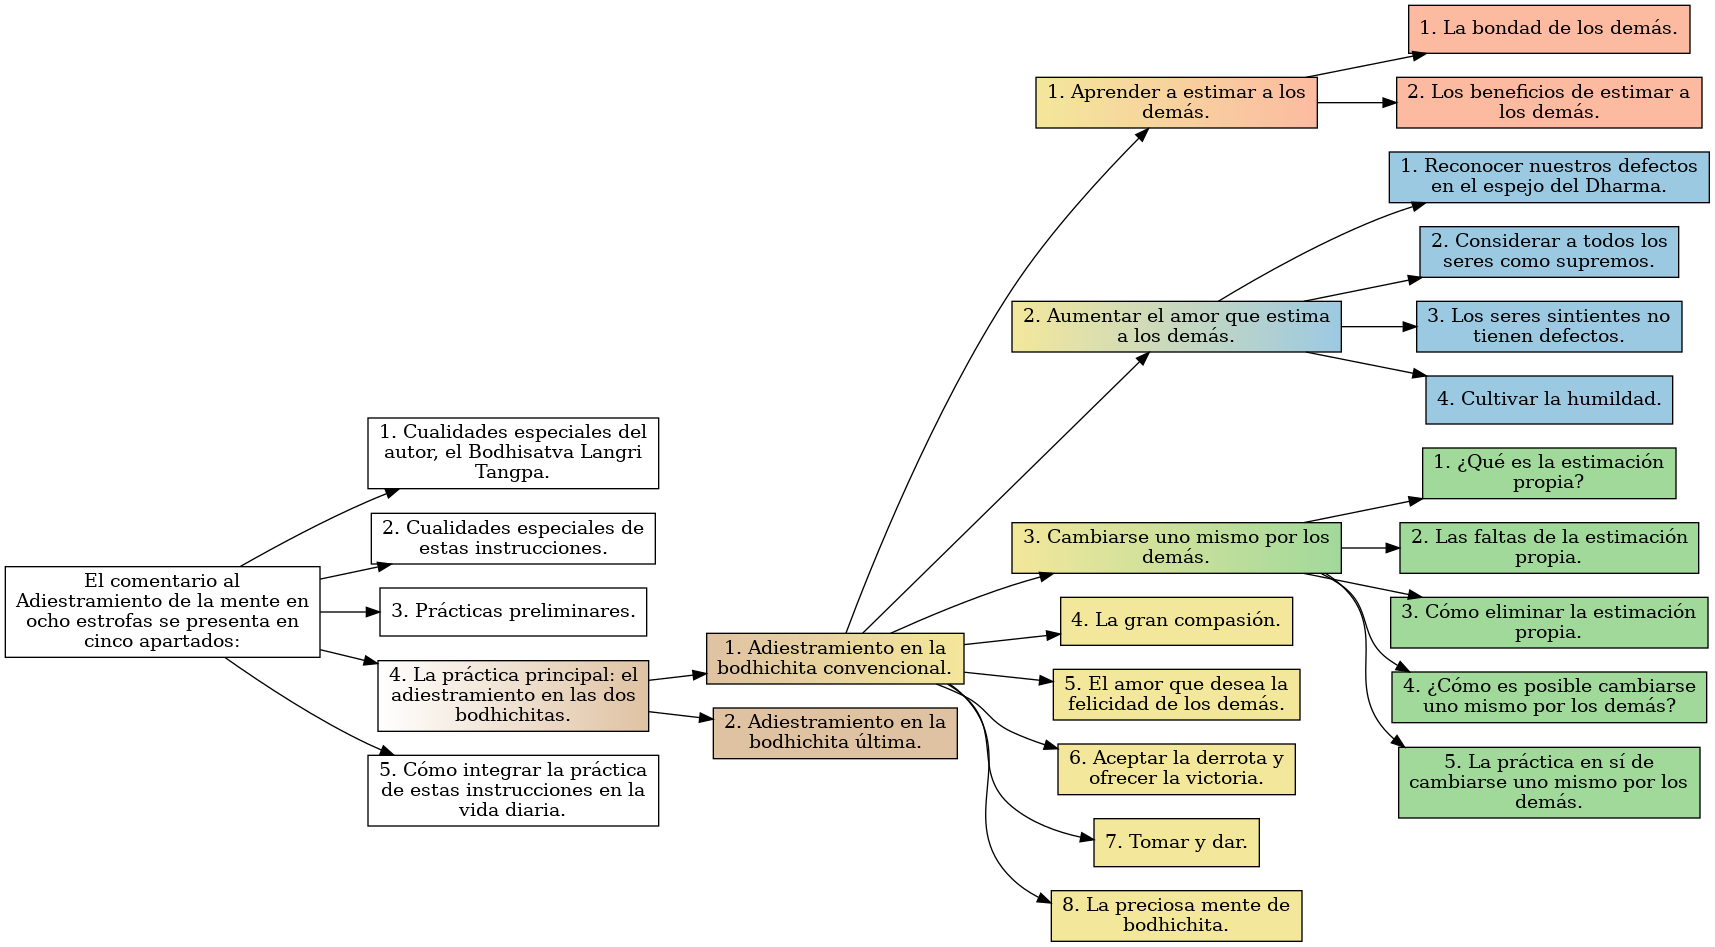 El comentario al
Adiestramiento de la mente en
ocho estrofas se presenta en
cinco apartados:
1. Cualidades especiales del
autor, el Bodhisatva Langri
Tangpa.
2. Cualidades especiales de
estas instrucciones.
3. Prácticas preliminares.
4. La práctica principal: el
adiestramiento en las dos
bodhichitas.
5. Cómo integrar la práctica
de estas instrucciones en la
vida diaria.
1. Adiestramiento en la
bodhichita convencional.
2. Adiestramiento en la
bodhichita última.
1. Aprender a estimar a los
demás.
2. Aumentar el amor que estima
a los demás.
3. Cambiarse uno mismo por los
demás.
4. La gran compasión.
5. El amor que desea la
felicidad de los demás.
6. Aceptar la derrota y
ofrecer la victoria.
7. Tomar y dar.
8. La preciosa mente de
bodhichita.
1. La bondad de los demás.
2. Los beneficios de estimar a
los demás.
1. Reconocer nuestros defectos
en el espejo del Dharma.
2. Considerar a todos los
seres como supremos.
3. Los seres sintientes no
tienen defectos.
4. Cultivar la humildad.
1. ¿Qué es la estimación
propia?
2. Las faltas de la estimación
propia.
3. Cómo eliminar la estimación
propia.
4. ¿Cómo es posible cambiarse
uno mismo por los demás?
5. La práctica en sí de
cambiarse uno mismo por los
demás.